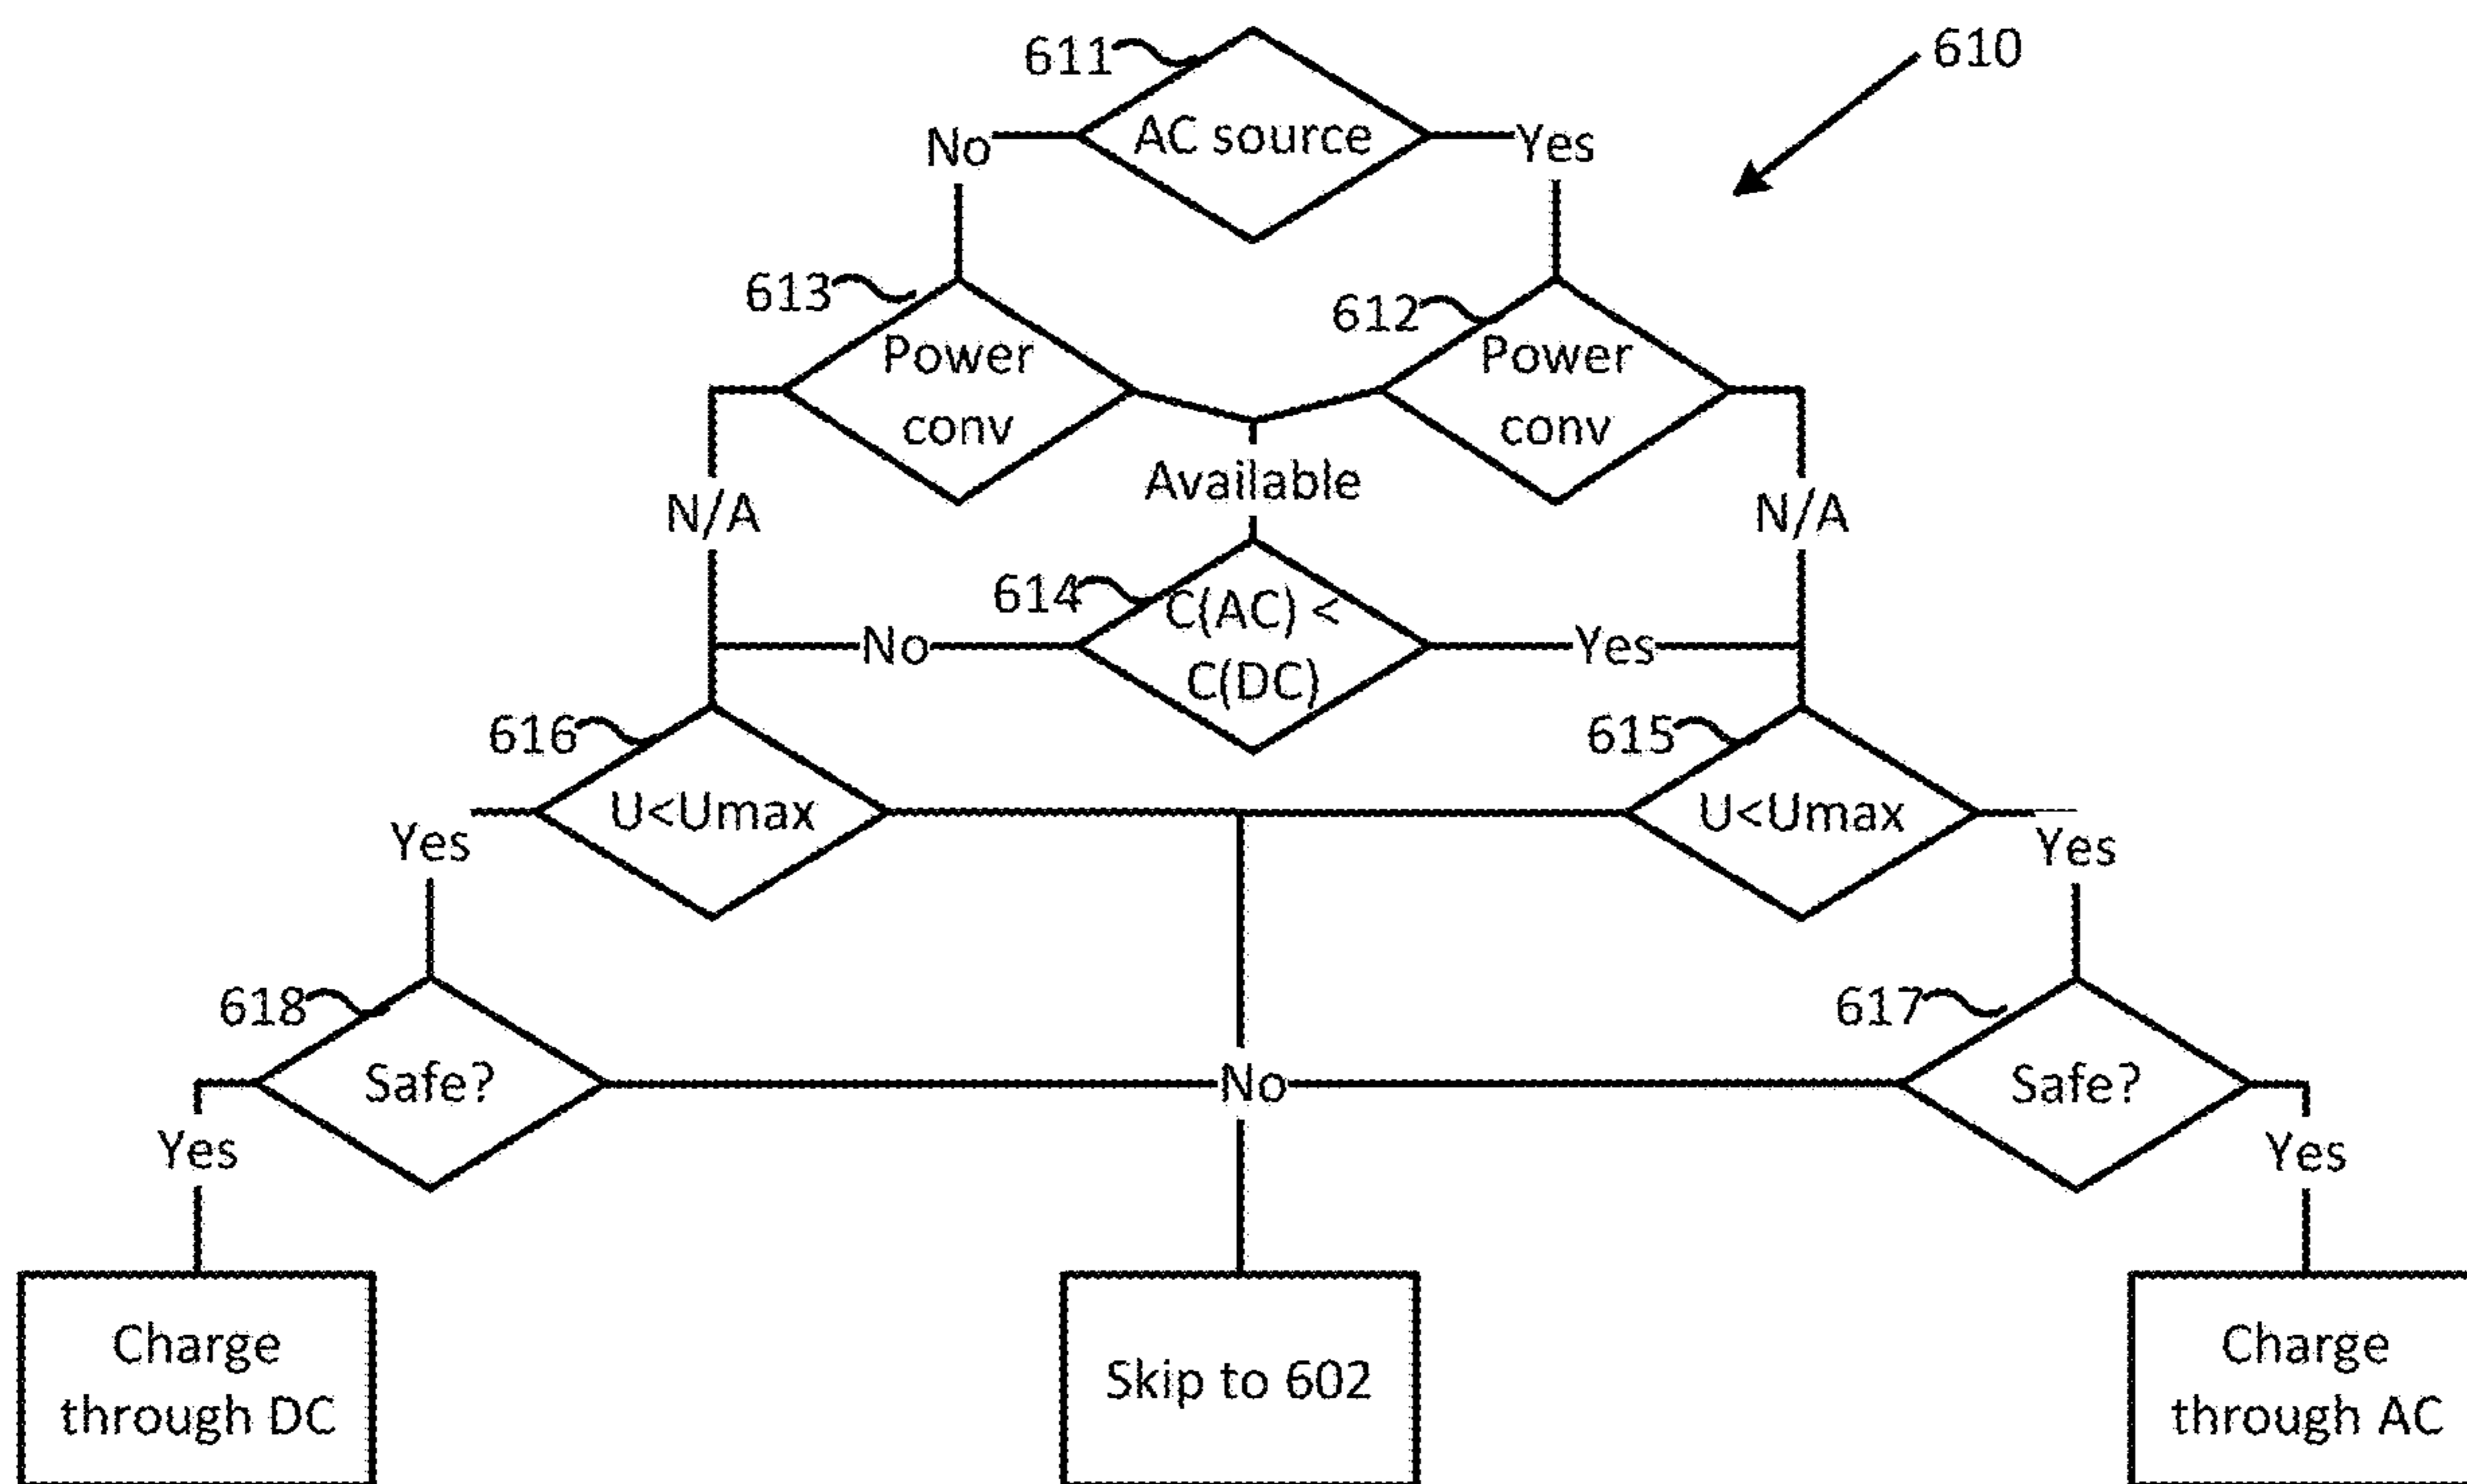 611
610
No
AC source
Yes
613
612
Power
conv
Power
conv
Available
N/A
N/A
614
C(AC) <
C(DC)
No
Yes
616
615
U<Umax
U<Umax
Yes
Yes
618
617
Safe?
No
Safe?
Yes
Yes
Charge
through DC
Skip to 602
Charge
through AC